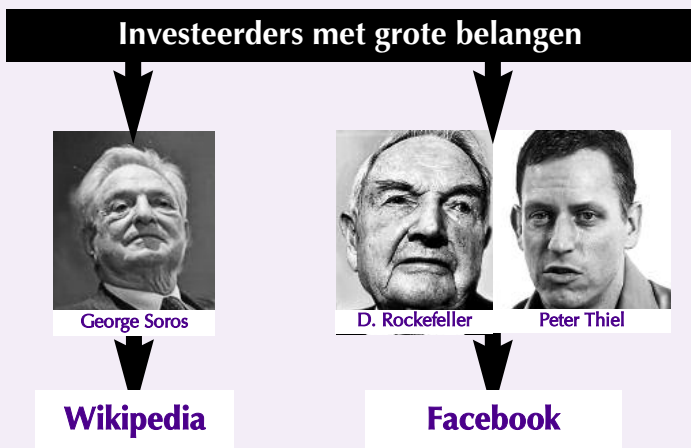 Investeerders met grote belangen
George Soros
D. Rockefeller
Peter Thiel
Wikipedia
Facebook